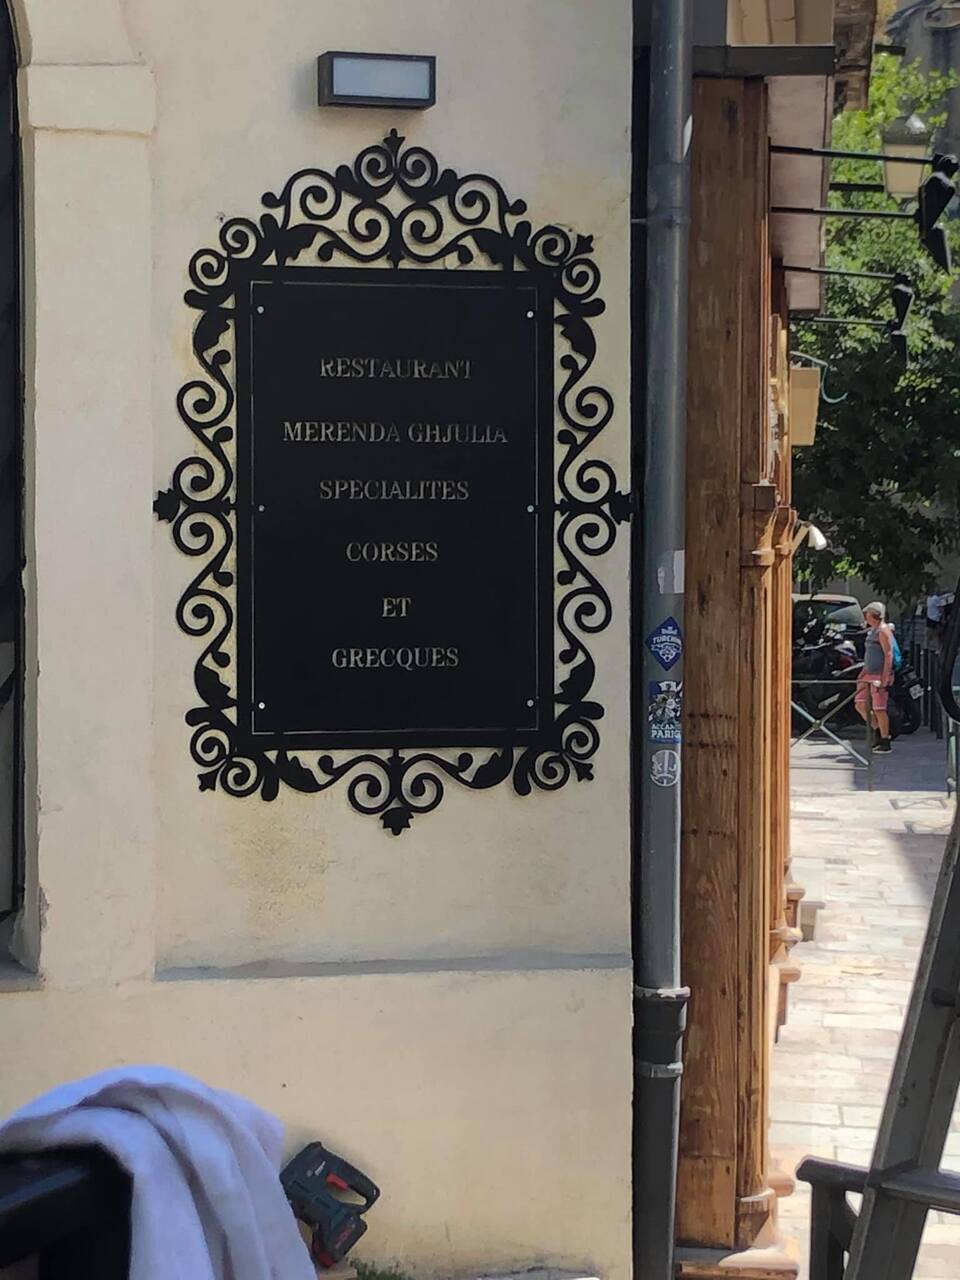 RESTAURANT
MERENDA GHJULIA
SPECIALITES
CORSES
ET
GRECQUES